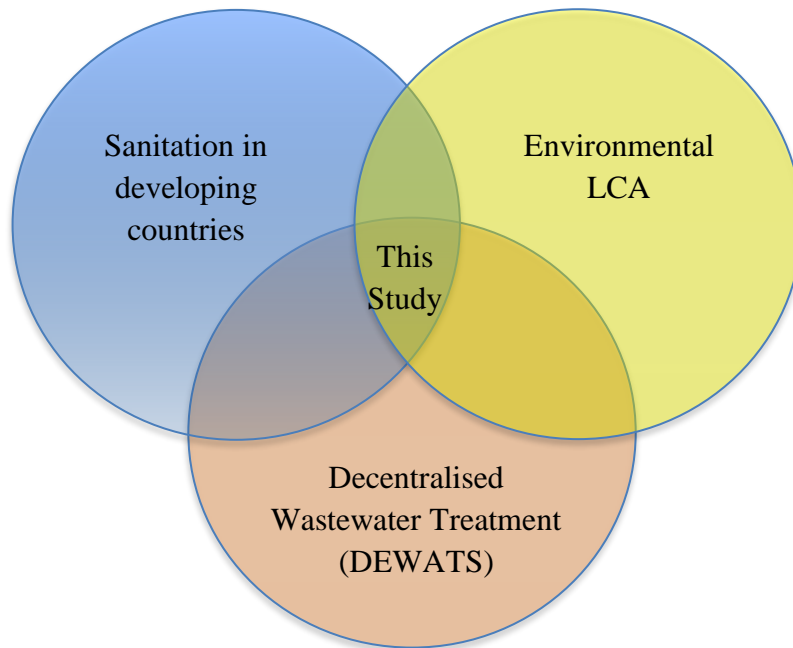 Sanitation in
developing
countries
Environmental
LCA
This
Study
Decentralised
Wastewater Treatment
(DEWATS)